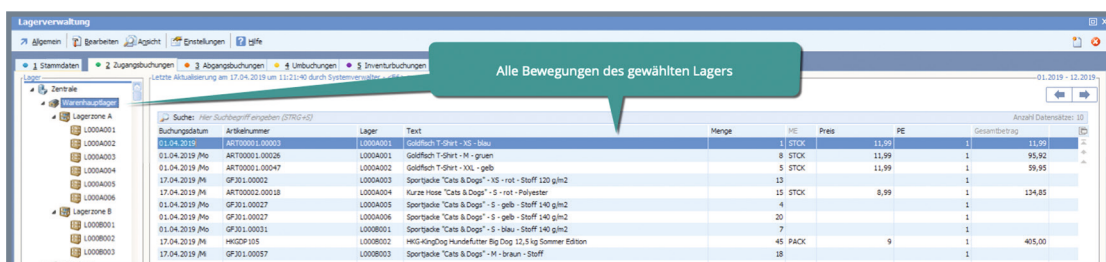 Lagerverwaltung
Allgemein Bearbeiten Ansicht Einstellungen Hilfe
1 Stammdaten 2 Zugangsbuchungen 3 Abgangsbuchungen 4 Umbuchungen 5 Inventurbuchungen
Alle Bewegungen des gewählten Lagers
Lager
Letzte Aktualisierung am 17.04.2019 um 11:21:40 durch Systemverwalter
01.2019 - 12.2019
Zentrale
Warenhauptlager
Lagerzone A
L000A001
L000A002
L000A003
L000A004
L000A005
L000A006
Lagerzone B
L000B001
L000B002
L000B003
Suche: Hier Suchbegriff eingeben (STRG+S) Anzahl Datensätze: 10
Buchungsdatum Artikelnummer Lager Text Menge ME Preis PE Gesamtbetrag
01.04.2019 ART00001.00003 L000A001 Goldfisch T-Shirt - XS - blau 1 STCK 11,99 1 11,99
01.04.2019 /Mo ART00001.00026 L000A001 Goldfisch T-Shirt - M - gruen 8 STCK 11,99 1 95,92
01.04.2019 /Mo ART00001.00047 L000A002 Goldfisch T-Shirt - XXL - gelb 5 STCK 11,99 1 59,95
17.04.2019 /Mi GFJ01.00002 L000A003 Sportjacke "Cats & Dogs" - XS - rot - Stoff 120 g/m2 13 1
17.04.2019 /Mi ART00002.00018 L000A004 Kurze Hose "Cats & Dogs" - S - rot - Polyester 15 STCK 8,99 1 134,85
01.04.2019 /Mo GFJ01.00027 L000A005 Sportjacke "Cats & Dogs" - S - gelb - Stoff 140 g/m2 4 1
01.04.2019 /Mo GFJ01.00027 L000A006 Sportjacke "Cats & Dogs" - S - gelb - Stoff 140 g/m2 20 1
01.04.2019 /Mo GFJ01.00031 L000B001 Sportjacke "Cats & Dogs" - S - blau - Stoff 140 g/m2 7 1
17.04.2019 /Mi HKGDP105 L000B002 HKG-KingDog Hundefutter Big Dog 12,5 kg Sommer Edition 45 PACK 9 1 405,00
17.04.2019 /Mi GFJ01.00057 L000B003 Sportjacke "Cats & Dogs" - M - braun - Stoff 18 1